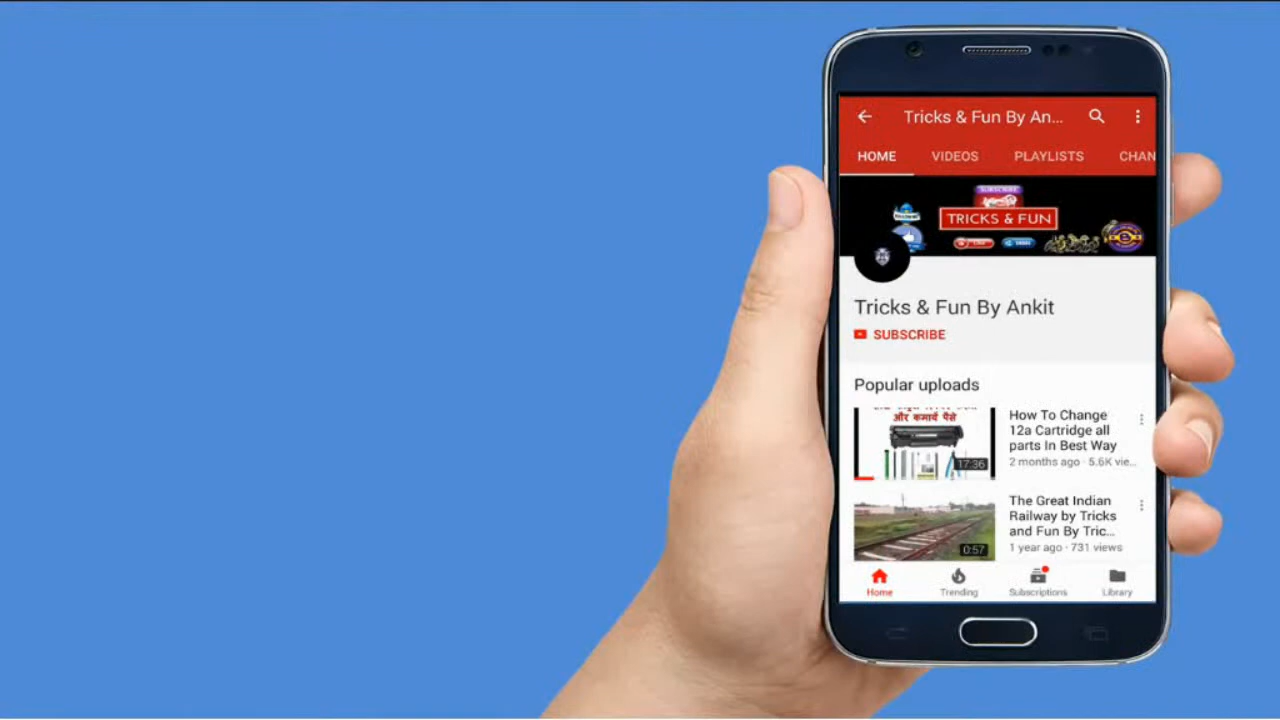 Tricks & Fun By An...
HOME VIDEOS PLAYLISTS CHAN
SUBSCRIBE
TRICKS & FUN
Tricks & Fun By Ankit
SUBSCRIBE
Popular uploads
और कमायें पैसे
17:36
How To Change
12a Cartridge all
parts In Best Way
2 months ago · 5.6K vie...
0:57
The Great Indian
Railway by Tricks
and Fun By Tric...
1 year ago · 731 views
Home Trending Subscriptions Library